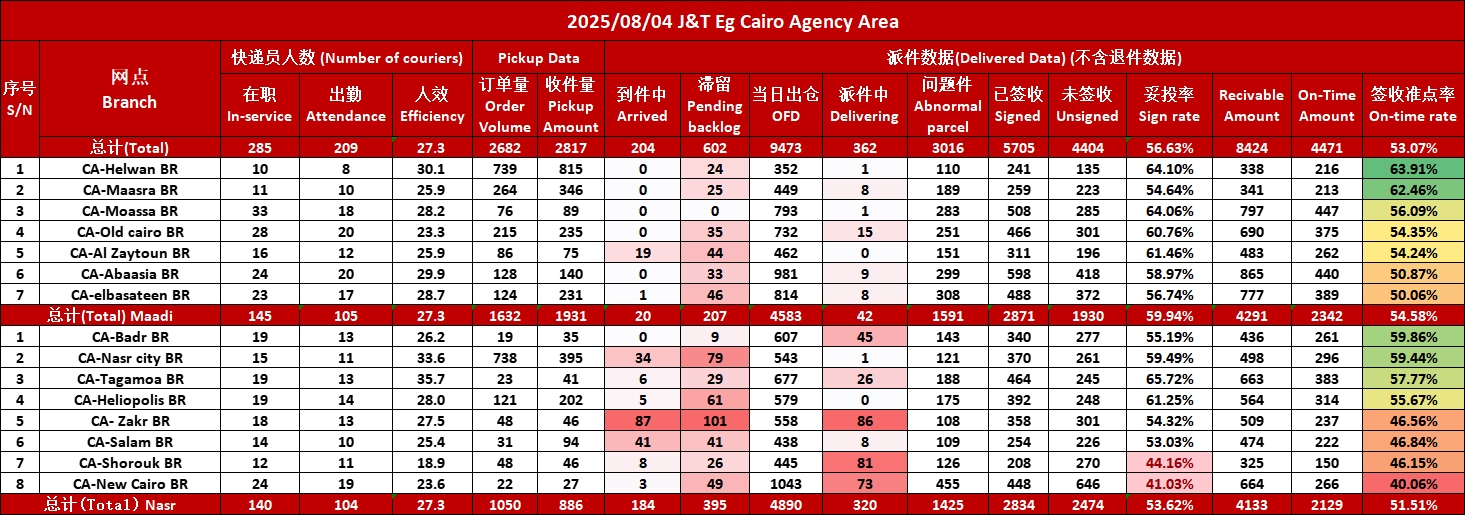 2025/08/04 J&T Eg Cairo Agency Area
序号 S/N 网点 Branch 快递员人数 (Number of couriers) Pickup Data 派件数据(Delivered Data) (不含退件数据)
在职 In-service 出勤 Attendance 人效 Efficiency 订单量 Order Volume 收件量 Pickup Amount 到件中 Arrived 滞留 Pending backlog 当日出仓 OFD 派件中 Delivering 问题件 Abnormal parcel 已签收 Signed 未签收 Unsigned 妥投率 Sign rate Recivable Amount On-Time Amount 签收准点率 On-time rate
总计(Total) 285 209 27.3 2682 2817 204 602 9473 362 3016 5705 4404 56.63% 8424 4471 53.07%
1 CA-Helwan BR 10 8 30.1 739 815 0 24 352 1 110 241 135 64.10% 338 216 63.91%
2 CA-Maasra BR 11 10 25.9 264 346 0 25 449 8 189 259 223 54.64% 341 213 62.46%
3 CA-Moassa BR 33 18 28.2 76 89 0 0 793 1 283 508 285 64.06% 797 447 56.09%
4 CA-Old cairo BR 28 20 23.3 215 235 0 35 732 15 251 466 301 60.76% 690 375 54.35%
5 CA-Al Zaytoun BR 16 12 25.9 86 75 19 44 462 0 151 311 196 61.46% 483 262 54.24%
6 CA-Abaasia BR 24 20 29.9 128 140 0 33 981 9 299 598 418 58.97% 865 440 50.87%
7 CA-elbasateen BR 23 17 28.7 124 231 1 46 814 8 308 488 372 56.74% 777 389 50.06%
总计(Total) Maadi 145 105 27.3 1632 1931 20 207 4583 42 1591 2871 1930 59.94% 4291 2342 54.58%
1 CA-Badr BR 19 13 26.2 19 35 0 9 607 45 143 340 277 55.19% 436 261 59.86%
2 CA-Nasr city BR 15 11 33.6 738 395 34 79 543 1 121 370 261 59.49% 498 296 59.44%
3 CA-Tagamoa BR 19 13 35.7 23 41 6 29 677 26 188 464 245 65.72% 663 383 57.77%
4 CA-Heliopolis BR 19 14 28.0 121 202 5 61 579 0 175 392 248 61.25% 564 314 55.67%
5 CA- Zakr BR 18 13 27.5 48 46 87 101 558 86 108 358 301 54.32% 509 237 46.56%
6 CA-Salam BR 14 10 25.4 31 94 41 41 438 8 109 254 226 53.03% 474 222 46.84%
7 CA-Shorouk BR 12 11 18.9 48 46 8 26 445 81 126 208 270 44.16% 325 150 46.15%
8 CA-New Cairo BR 24 19 23.6 22 27 3 49 1043 73 455 448 646 41.03% 664 266 40.06%
总计(Total) Nasr 140 104 27.3 1050 886 184 395 4890 320 1425 2834 2474 53.62% 4133 2129 51.51%